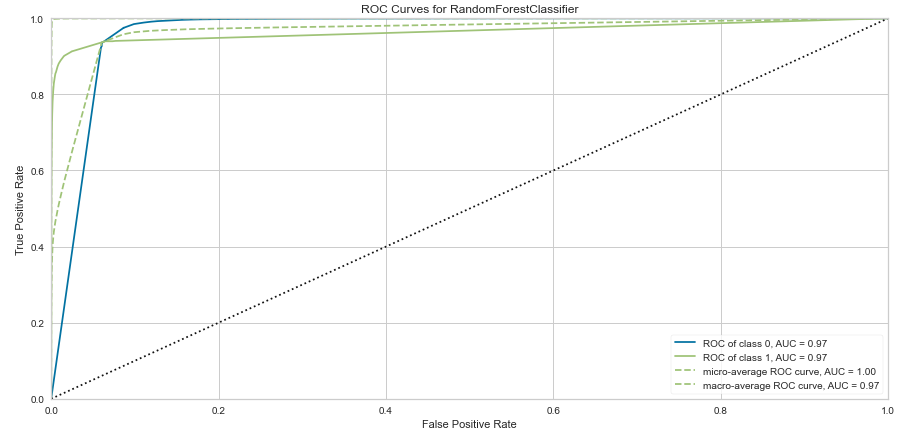 ROC Curves for RandomForestClassifier
True Positive Rate
1.0
0.8
0.6
0.4
0.2
0.0
ROC of class 0, AUC = 0.97
ROC of class 1, AUC = 0.97
micro-average ROC curve, AUC = 1.00
macro-average ROC curve, AUC = 0.97
0.0 0.2 0.4 0.6 0.8 1.0
False Positive Rate